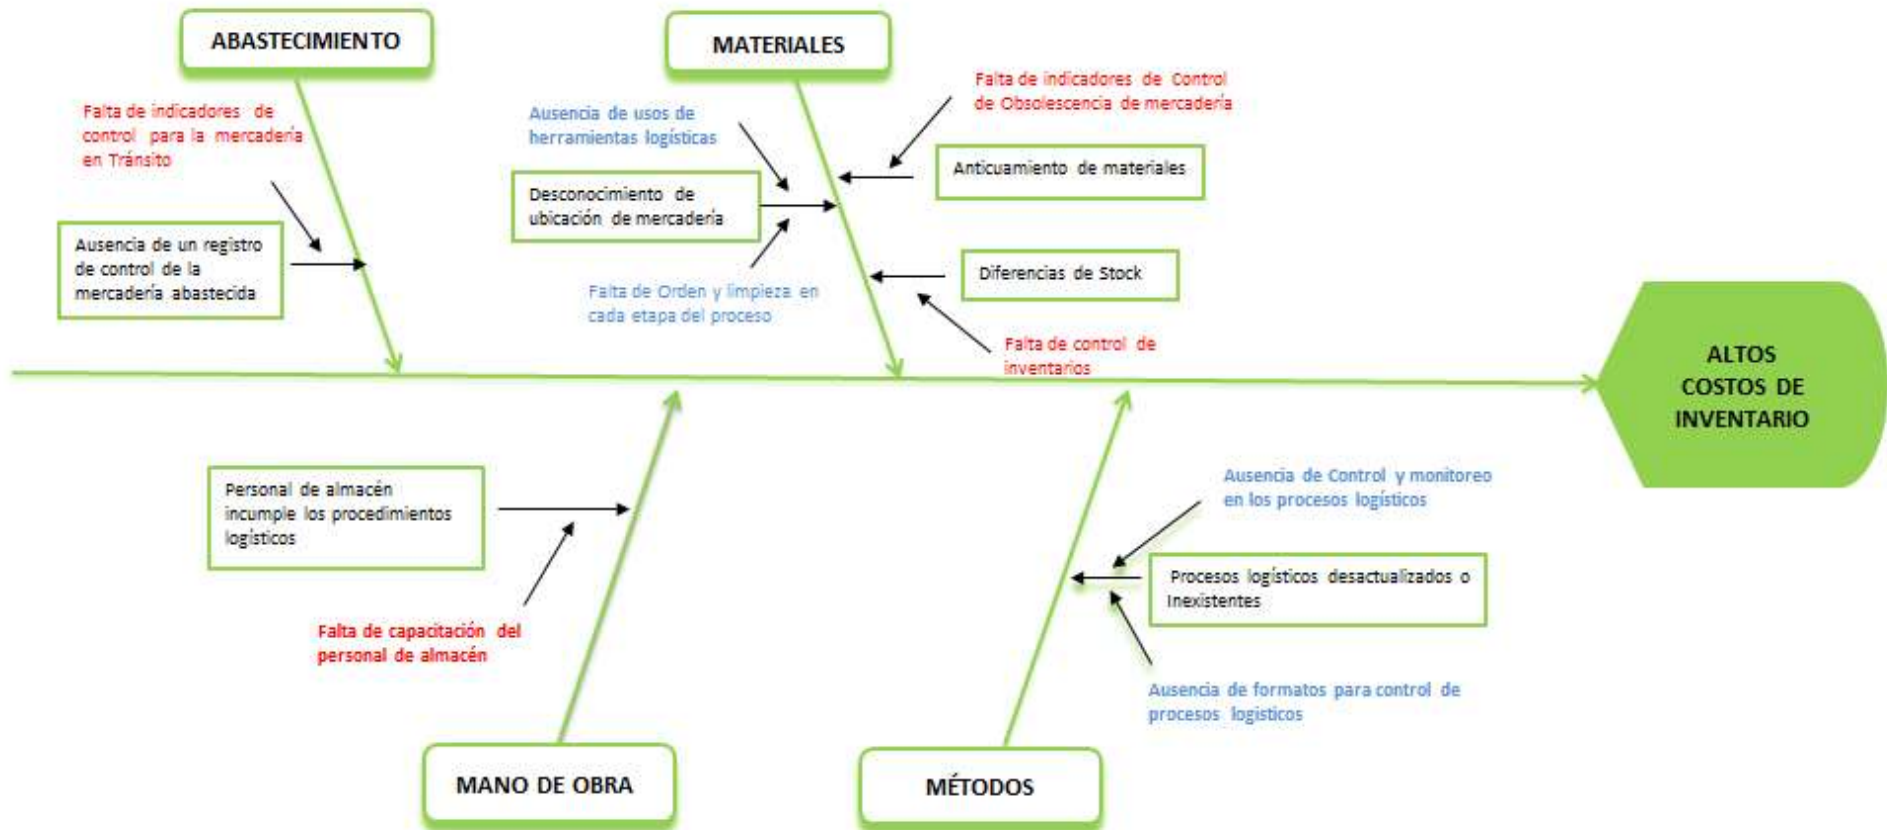 ABASTECIMIENTO
MATERIALES
Falta de indicadores de
control para la mercadería
en Tránsito
Ausencia de un registro
de control de la
mercadería abastecida
Ausencia de usos de
herramientas logísticas
Desconocimiento de
ubicación de mercadería
Falta de Orden y limpieza en
cada etapa del proceso
Falta de indicadores de Control
de Obsolescencia de mercadería
Anticuamiento de materiales
Diferencias de Stock
Falta de control de
inventarios
ALTOS
COSTOS DE
INVENTARIO
Personal de almacén
incumple los procedimientos
logísticos
Falta de capacitación del
personal de almacén
Ausencia de Control y monitoreo
en los procesos logísticos
Procesos logísticos desactualizados o
Inexistentes
Ausencia de formatos para control de
procesos logisticos
MANO DE OBRA
MÉTODOS